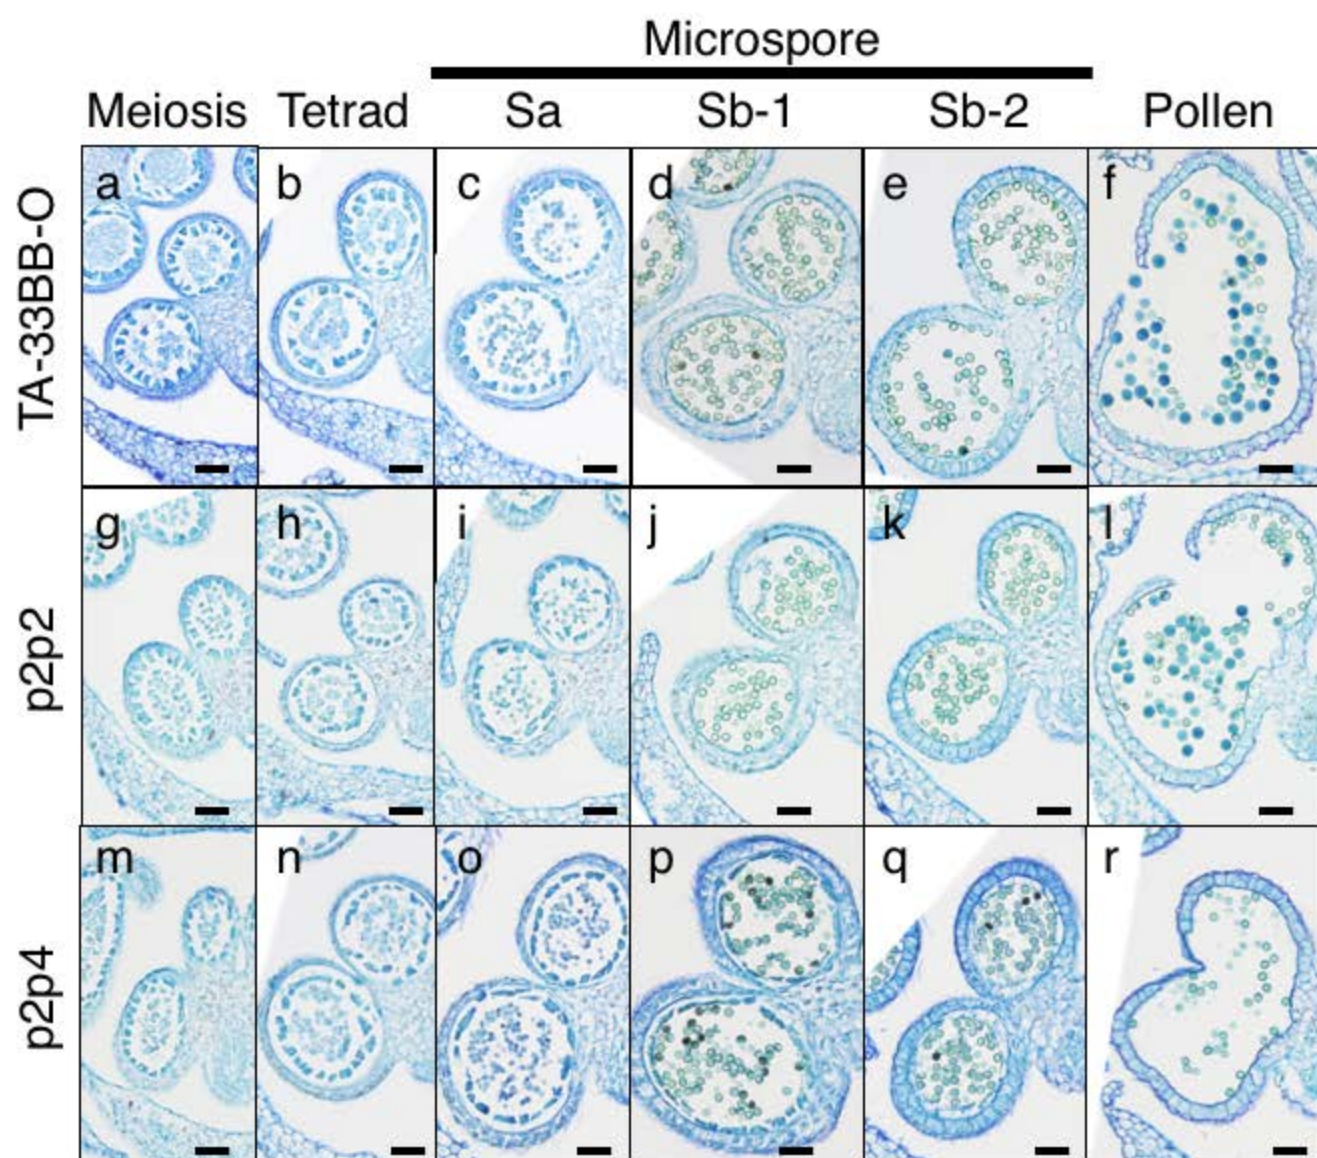 Microspore
Meiosis Tetrad Sa Sb-1 Sb-2 Pollen
TA-33BB-O
a b c d e f
p2p2
g h i j k l
p2p4
m n o p q r